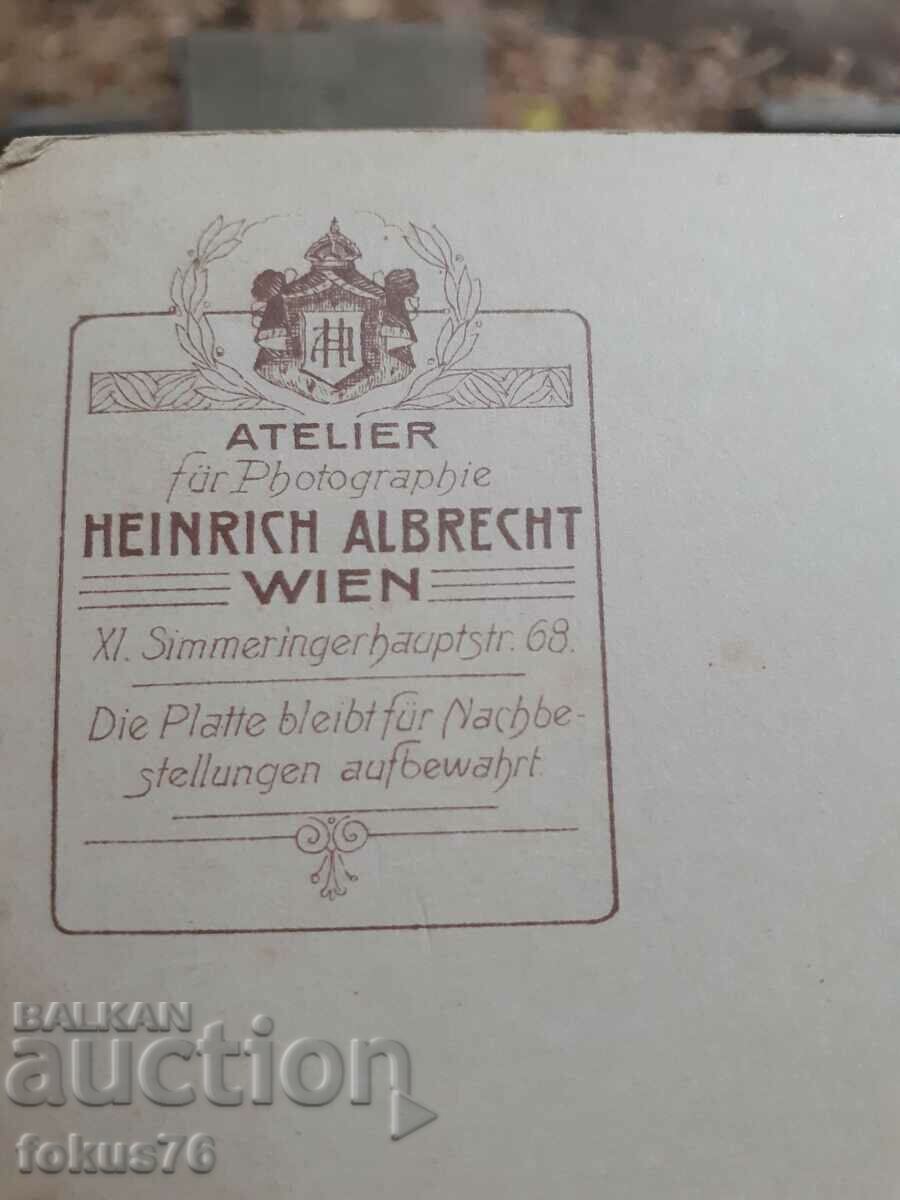 AH
ATELIER
für Photographie
HEINRICH ALBRECHT
WIEN
XI. Simmeringerhauptstr. 68.
Die Platte bleibt für Nachbe-
stellungen aufbewahrt.
BALKAN
auction
fokus76